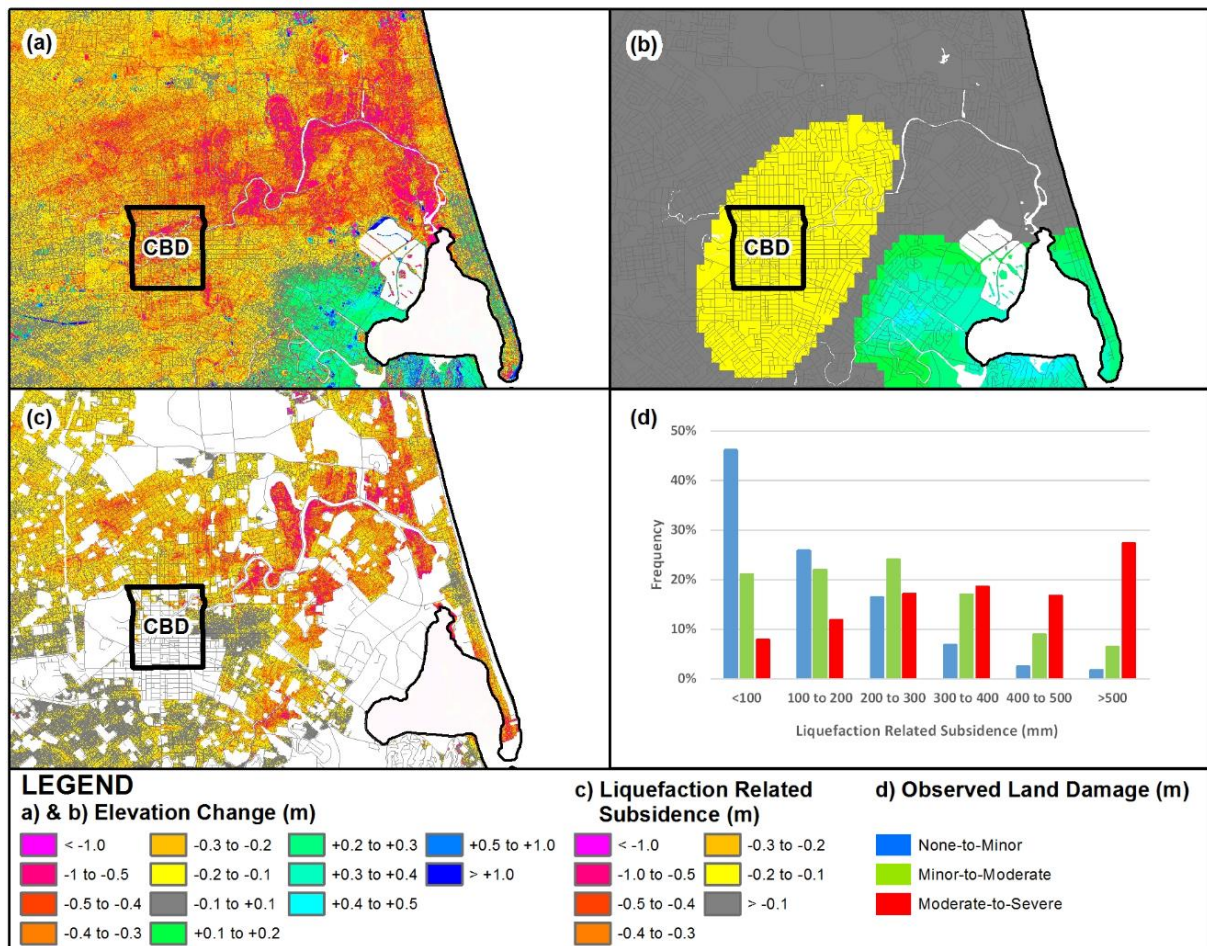 (a)
CBD
(b)
CBD
(c)
CBD
(d)
50%
40%
30%
20%
10%
0%
Frequency
<100
100 to 200
200 to 300
300 to 400
400 to 500
>500
Liquefaction Related Subsidence (mm)
LEGEND
a) & b) Elevation Change (m)
< -1.0
-1 to -0.5
-0.5 to -0.4
-0.4 to -0.3
-0.3 to -0.2
-0.2 to -0.1
-0.1 to +0.1
+0.1 to +0.2
+0.2 to +0.3
+0.3 to +0.4
+0.4 to +0.5
+0.5 to +1.0
> +1.0
c) Liquefaction Related
Subsidence (m)
< -1.0
-1.0 to -0.5
-0.5 to -0.4
-0.4 to -0.3
-0.3 to -0.2
-0.2 to -0.1
> -0.1
d) Observed Land Damage (m)
None-to-Minor
Minor-to-Moderate
Moderate-to-Severe